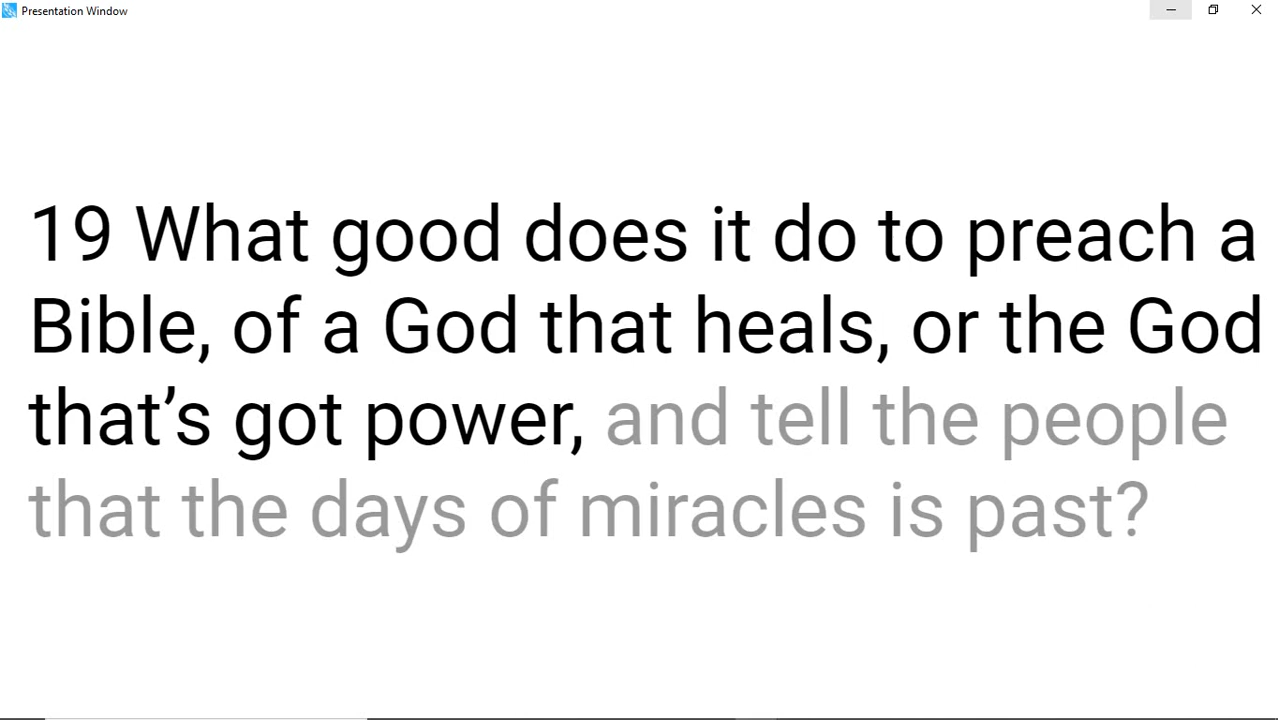 Presentation Window
19 What good does it do to preach a
Bible, of a God that heals, or the God
that’s got power, and tell the people
that the days of miracles is past?